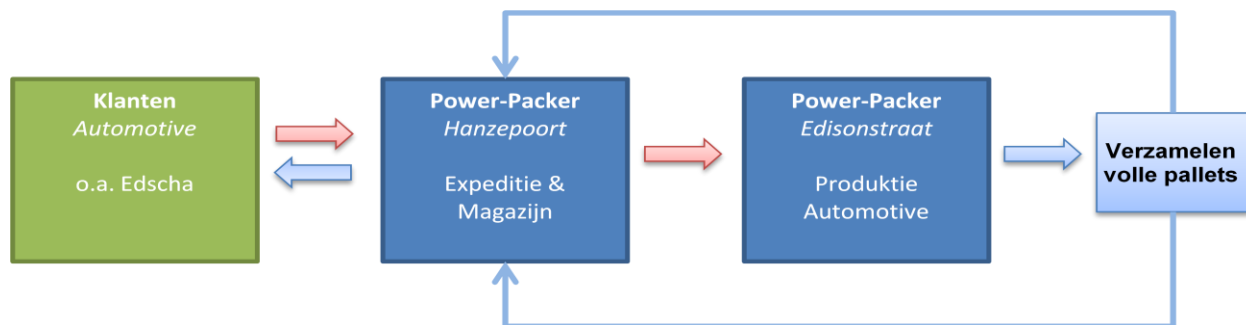 Klanten
Automotive
o.a. Edscha
Power-Packer
Hanzepoort
Expeditie &
Magazijn
Power-Packer
Edisonstraat
Produktie
Automotive
Verzamelen
volle pallets